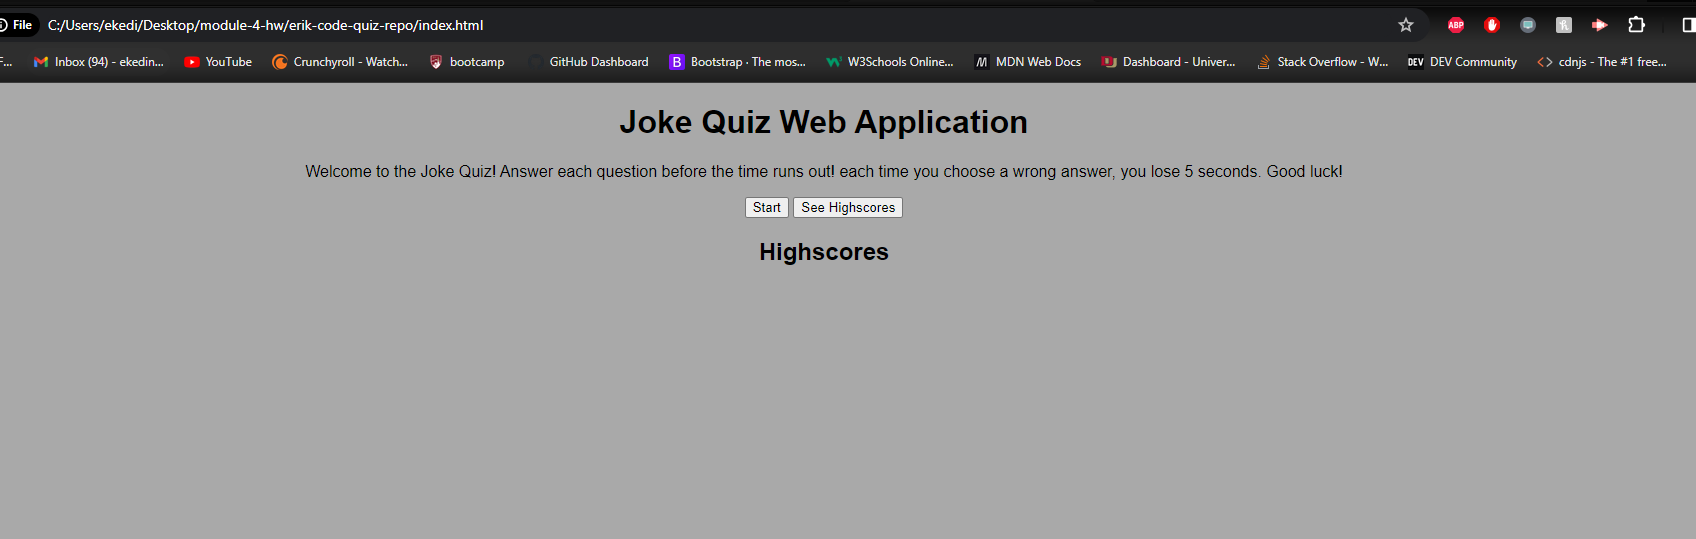 File C:/Users/ekedi/Desktop/module-4-hw/erik-code-quiz-repo/index.html ABP
F... Inbox (94) - ekedin... YouTube Crunchyroll - Watch... bootcamp GitHub Dashboard B Bootstrap · The mos... W3Schools Online... MDN Web Docs Dashboard - Univer... Stack Overflow - W... DEV DEV Community cdnjs - The #1 free...
Joke Quiz Web Application
Welcome to the Joke Quiz! Answer each question before the time runs out! each time you choose a wrong answer, you lose 5 seconds. Good luck!
Start See Highscores
Highscores